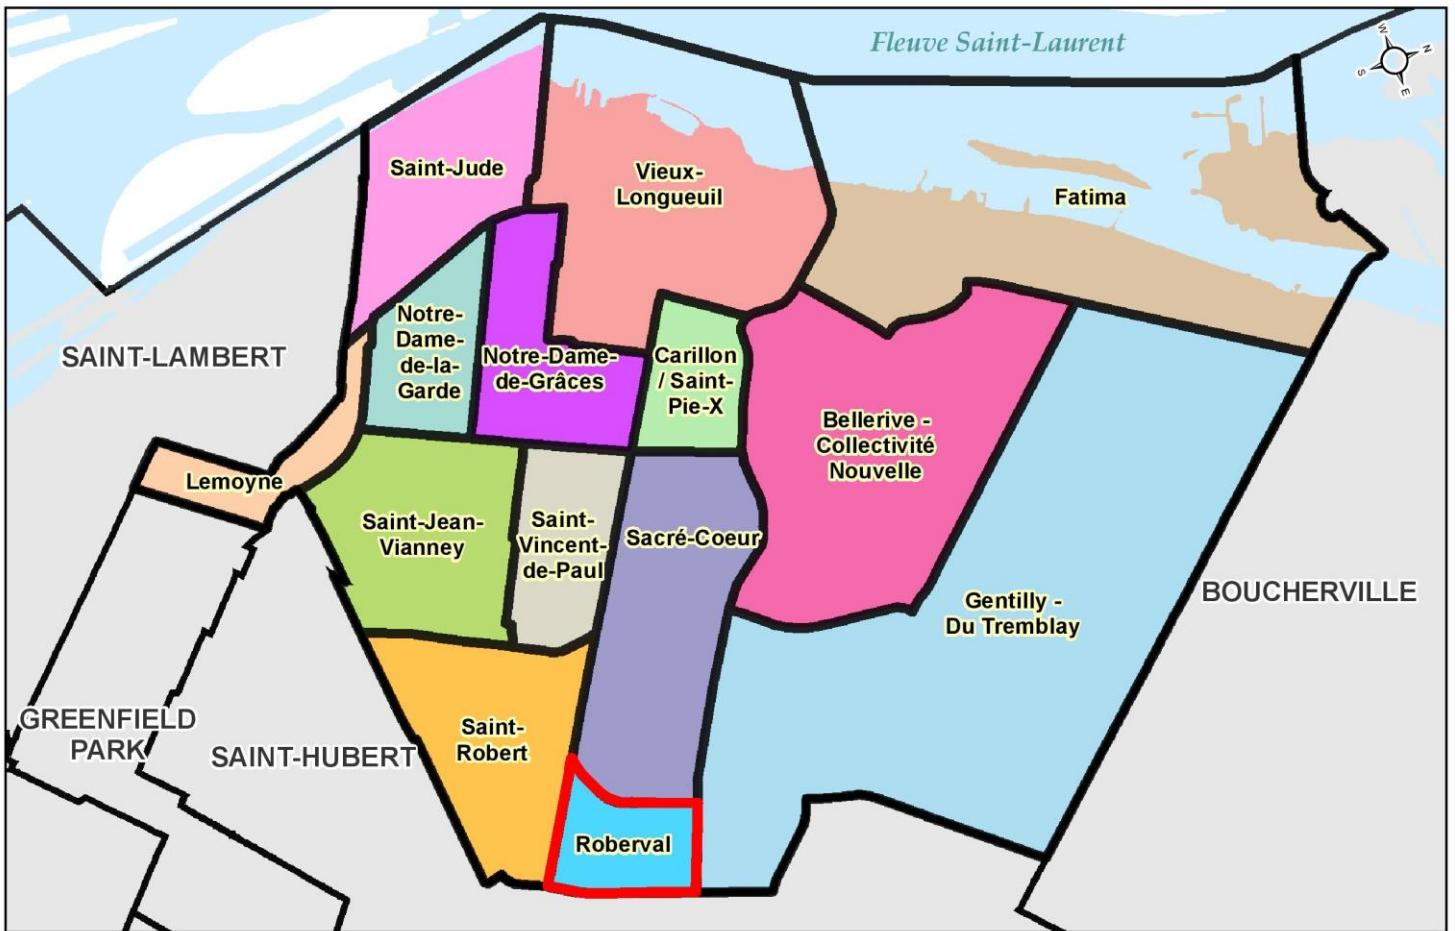 Fleuve Saint-Laurent
W
N
S
E
Saint-Jude
Vieux-
Longueuil
Fatima
Notre-
Dame-
de-la-
Garde
Notre-Dame-
de-Grâces
Carillon
/ Saint-
Pie-X
SAINT-LAMBERT
Bellerive -
Collectivité
Nouvelle
Lemoyne
Saint-Jean-
Vianney
Saint-
Vincent-
de-Paul
Sacré-Coeur
Gentilly -
Du Tremblay
BOUCHERVILLE
GREENFIELD
PARK
SAINT-HUBERT
Saint-
Robert
Roberval